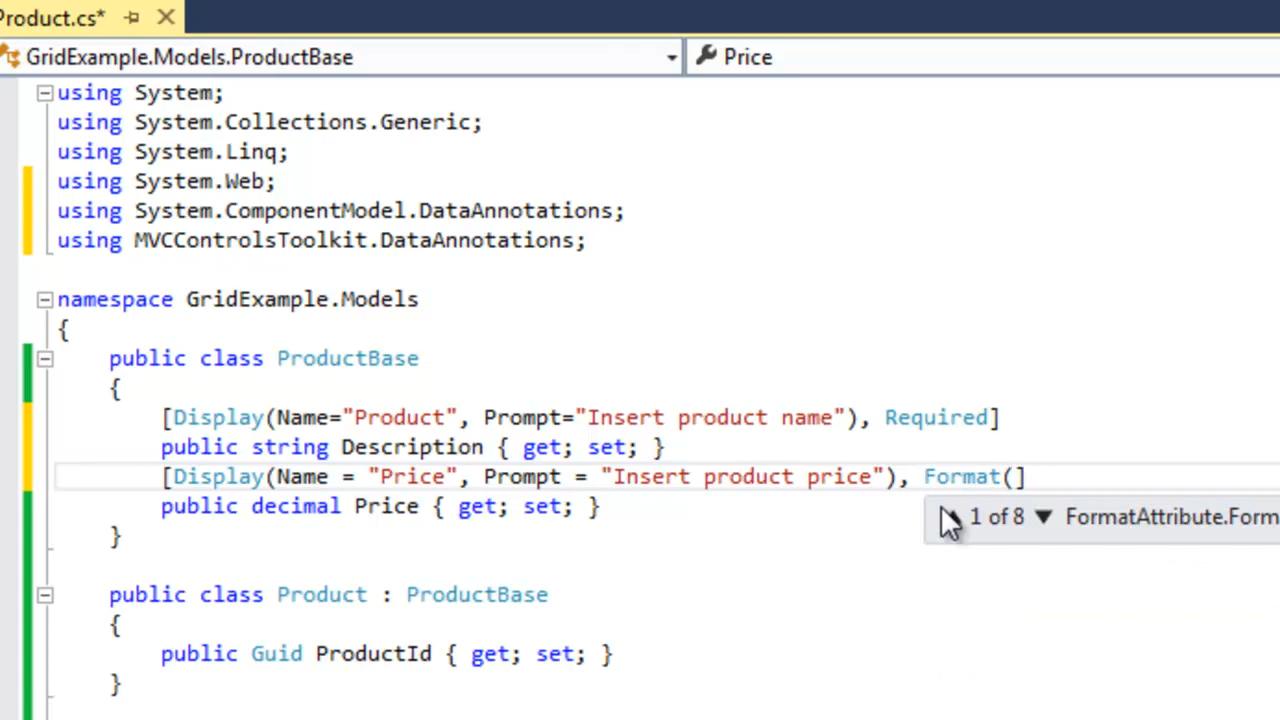 Product.cs*
GridExample.Models.ProductBase
Price
using System;
using System.Collections.Generic;
using System.Linq;
using System.Web;
using System.ComponentModel.DataAnnotations;
using MVCControlsToolkit.DataAnnotations;
namespace GridExample.Models
{
public class ProductBase
{
[Display(Name="Product", Prompt="Insert product name"), Required]
public string Description { get; set; }
[Display(Name = "Price", Prompt = "Insert product price"), Format(]
public decimal Price { get; set; }
1 of 8 ▼ FormatAttribute.Form
}
public class Product : ProductBase
{
public Guid ProductId { get; set; }
}